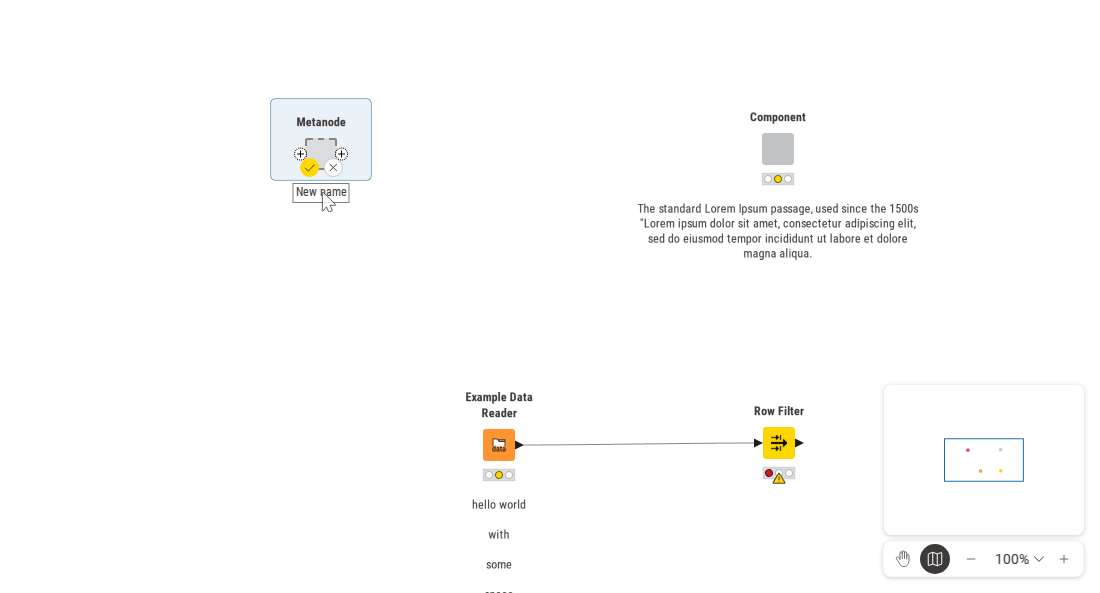 Metanode
New name
Component
The standard Lorem Ipsum passage, used since the 1500s
"Lorem ipsum dolor sit amet, consectetur adipiscing elit,
sed do eiusmod tempor incididunt ut labore et dolore
magna aliqua.
Example Data
Reader
data
hello world
with
some
Row Filter
100%